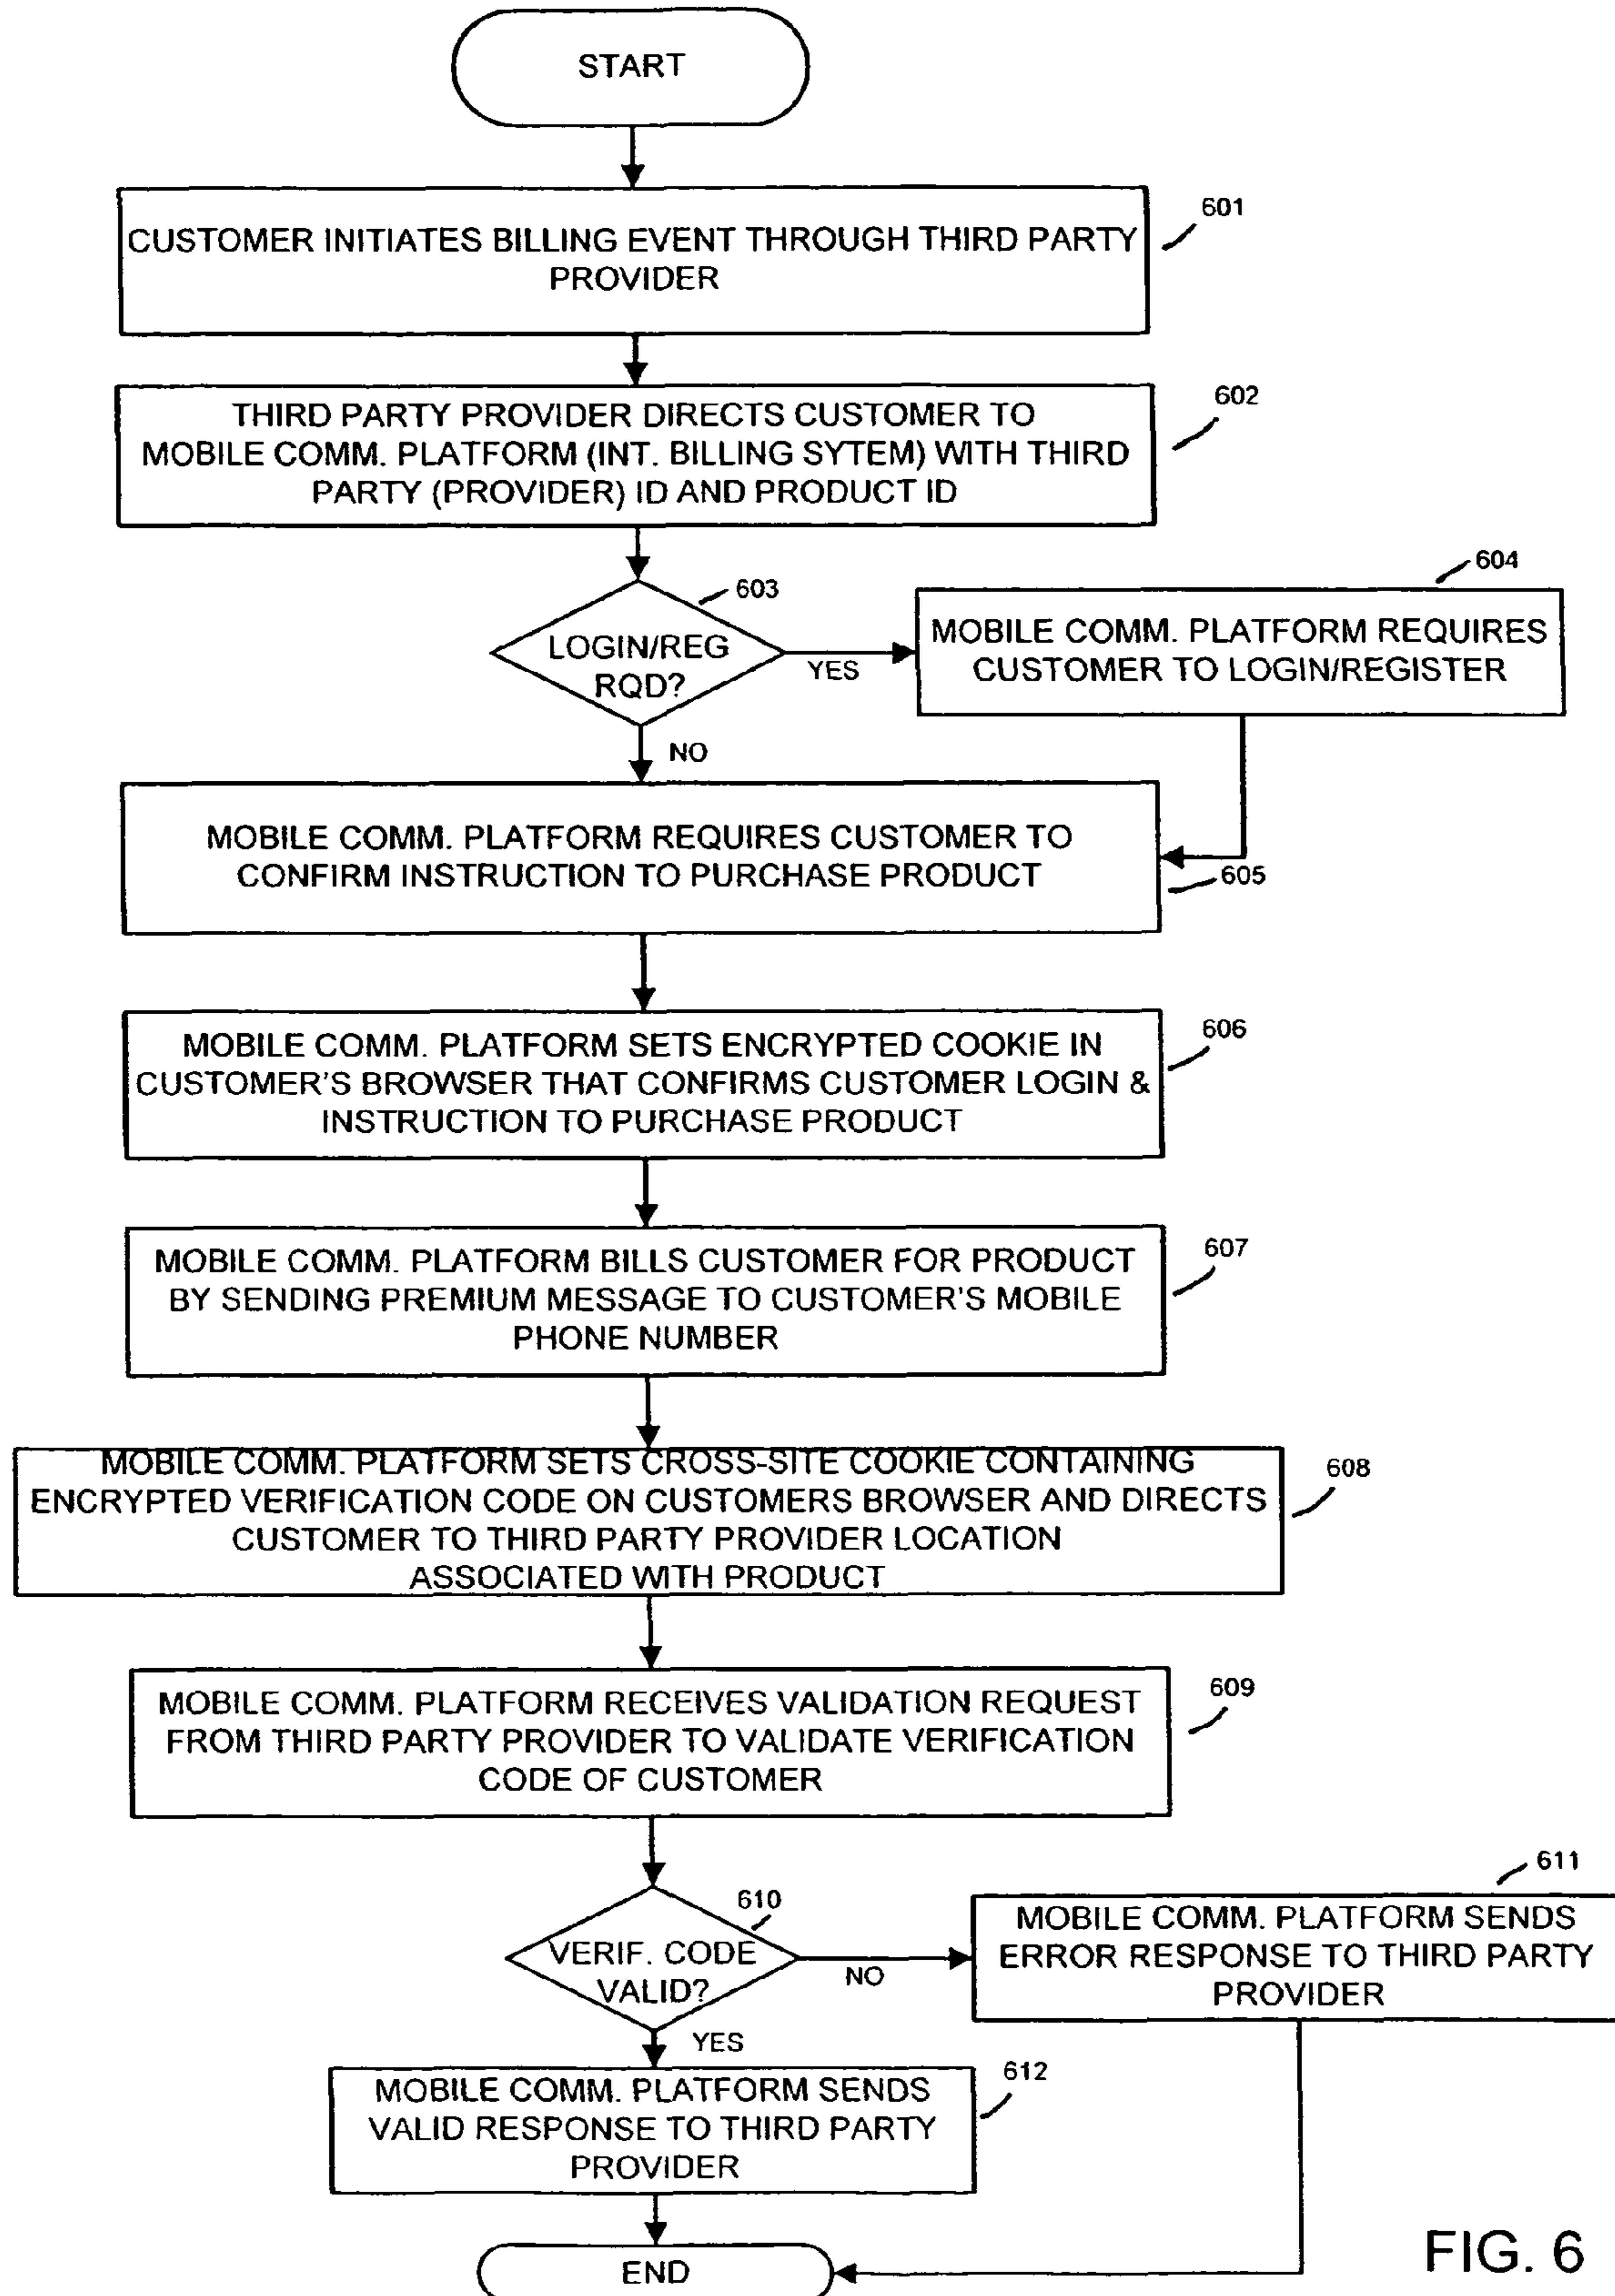 START
601
CUSTOMER INITIATES BILLING EVENT THROUGH THIRD PARTY
PROVIDER
602
THIRD PARTY PROVIDER DIRECTS CUSTOMER TO
MOBILE COMM. PLATFORM (INT. BILLING SYTEM) WITH THIRD
PARTY (PROVIDER) ID AND PRODUCT ID
603
LOGIN/REG
RQD?
YES
604
MOBILE COMM. PLATFORM REQUIRES
CUSTOMER TO LOGIN/REGISTER
NO
MOBILE COMM. PLATFORM REQUIRES CUSTOMER TO
CONFIRM INSTRUCTION TO PURCHASE PRODUCT
605
606
MOBILE COMM. PLATFORM SETS ENCRYPTED COOKIE IN
CUSTOMER'S BROWSER THAT CONFIRMS CUSTOMER LOGIN &
INSTRUCTION TO PURCHASE PRODUCT
607
MOBILE COMM. PLATFORM BILLS CUSTOMER FOR PRODUCT
BY SENDING PREMIUM MESSAGE TO CUSTOMER'S MOBILE
PHONE NUMBER
608
MOBILE COMM. PLATFORM SETS CROSS-SITE COOKIE CONTAINING
ENCRYPTED VERIFICATION CODE ON CUSTOMERS BROWSER AND DIRECTS
CUSTOMER TO THIRD PARTY PROVIDER LOCATION
ASSOCIATED WITH PRODUCT
609
MOBILE COMM. PLATFORM RECEIVES VALIDATION REQUEST
FROM THIRD PARTY PROVIDER TO VALIDATE VERIFICATION
CODE OF CUSTOMER
610
VERIF. CODE
VALID?
NO
611
MOBILE COMM. PLATFORM SENDS
ERROR RESPONSE TO THIRD PARTY
PROVIDER
YES
612
MOBILE COMM. PLATFORM SENDS
VALID RESPONSE TO THIRD PARTY
PROVIDER
END
FIG. 6